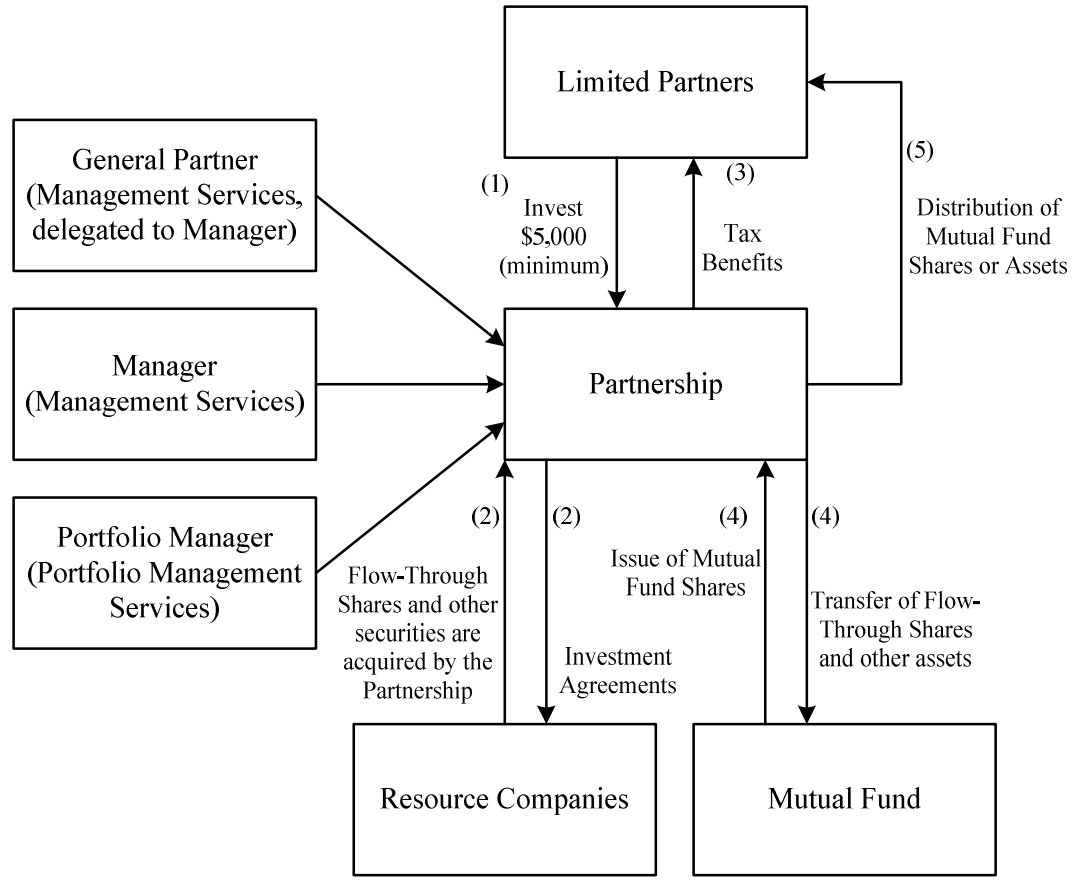 Limited Partners
General Partner
(Management Services,
delegated to Manager)
(1)
Invest
$5,000
(minimum)
(3)
Tax
Benefits
(5)
Distribution of
Mutual Fund
Shares or Assets
Manager
(Management Services)
Partnership
Portfolio Manager
(Portfolio Management
Services)
(2)
Flow-Through
Shares and other
securities are
acquired by the
Partnership
(2)
Investment
Agreements
(4)
Issue of Mutual
Fund Shares
(4)
Transfer of Flow-
Through Shares
and other assets
Resource Companies
Mutual Fund